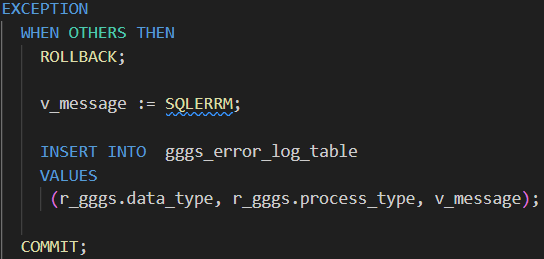 EXCEPTION
WHEN OTHERS THEN
ROLLBACK;
v_message := SQLERRM;
INSERT INTO  gggs_error_log_table
VALUES
(r_gggs.data_type, r_gggs.process_type, v_message);
COMMIT;